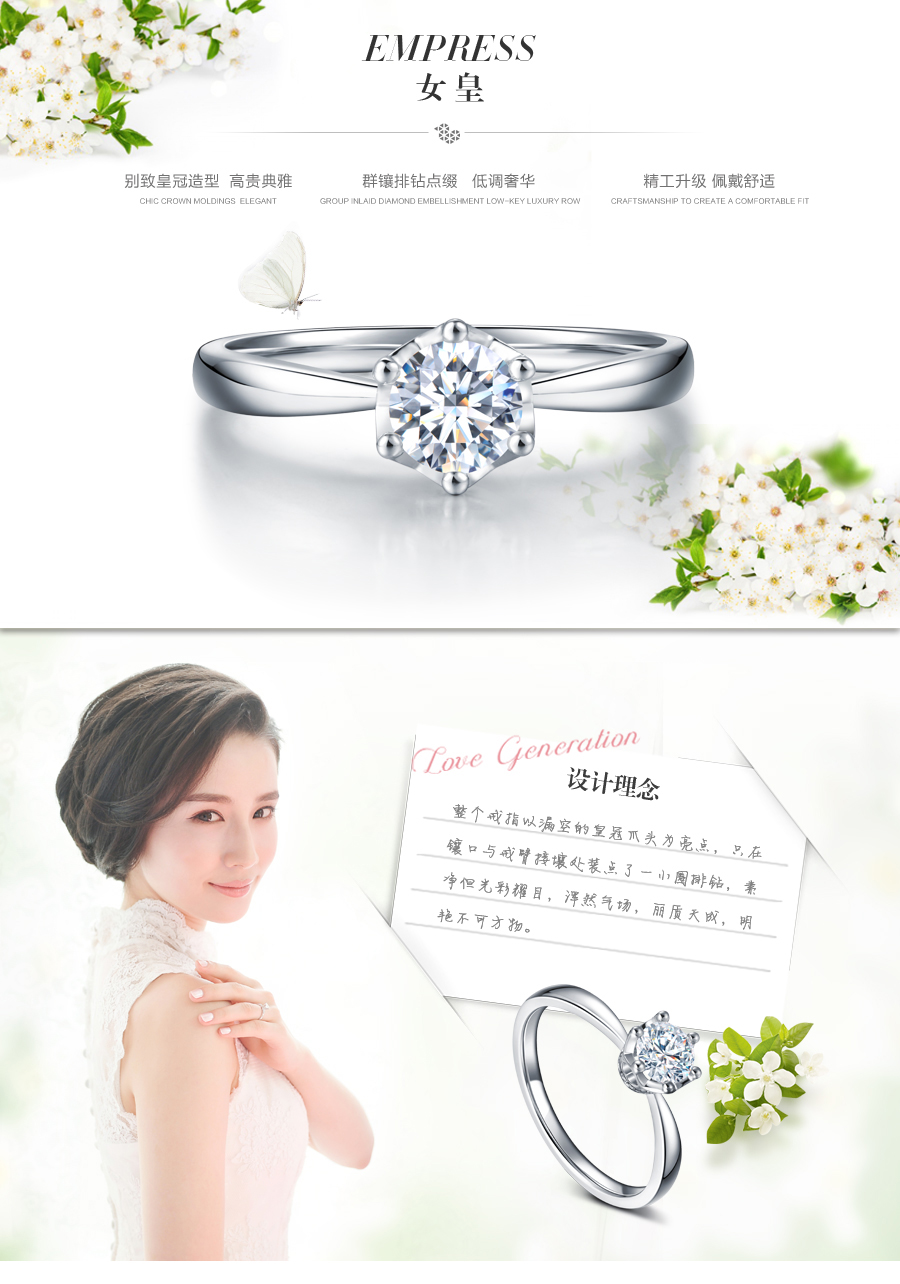 EMPRESS
女皇
别致皇冠造型 高贵典雅
CHIC CROWN MOLDINGS ELEGANT
群镶排钻点缀 低调奢华
GROUP INLAID DIAMOND EMBELLISHMENT LOW-KEY LUXURY ROW
精工升级 佩戴舒适
CRAFTSMANSHIP TO CREATE A COMFORTABLE FIT
Love Generation
设计理念
整个戒指以漏空的皇冠爪头为亮点，只在
镶口与戒臂接壤处装点了一小圈排钻，素
净但光彩耀目，浑然气场，丽质天成，明
艳不可方物。